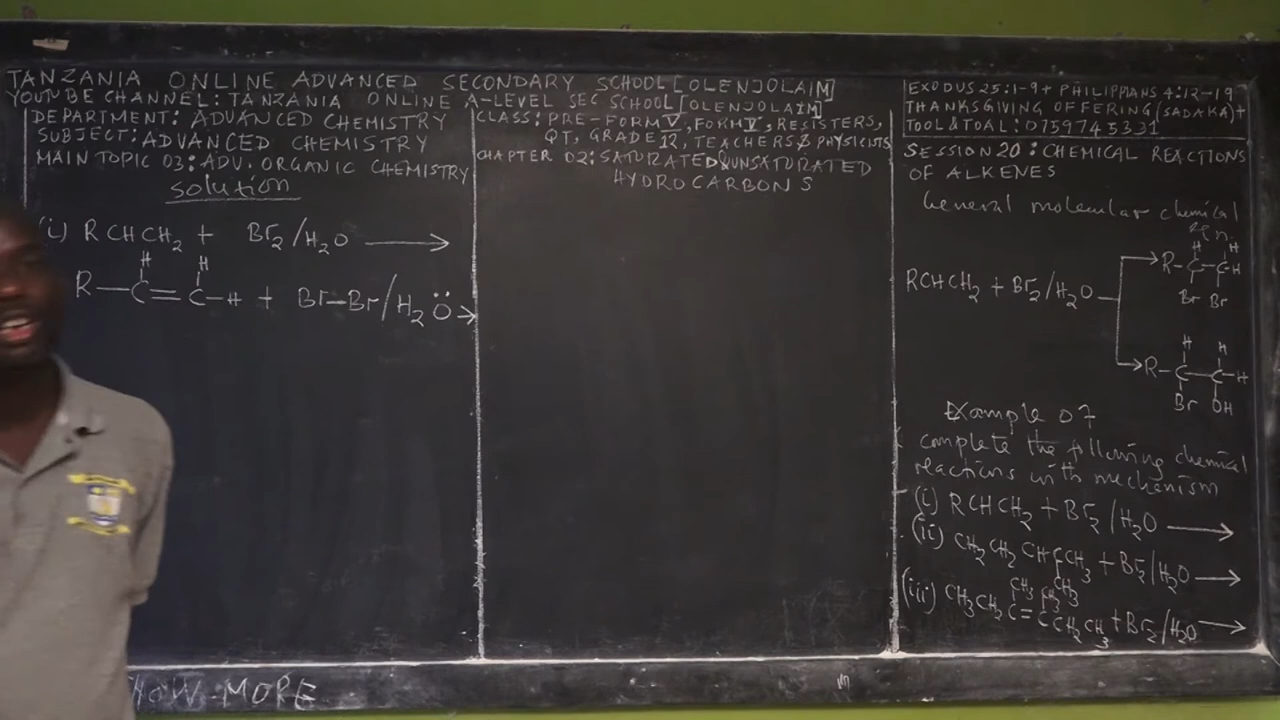 TANZANIA ONLINE ADVANCED SECONDARY SCHOOL [OLENJOLAIM]
YOUTUBE CHANNEL: TANZANIA ONLINE A-LEVEL SEC SCHOOL [OLENJOLAIM]
DEPARTMENT: ADVANCED CHEMISTRY
SUBJECT: ADVANCED CHEMISTRY
MAIN TOPIC 03: ADV. ORGANIC CHEMISTRY
solution
(i) RCHCH2 + Br2/H2O →
H H
R—C=C—H + Br—Br/H2Ö →
CLASS: PRE-FORM V, FORM V, RESISTERS,
QT, GRADE 12, TEACHERS & PHYSICISTS
CHAPTER 02: SATURATED & UNSATURATED
HYDROCARBONS
EXODUS 25:1-9 + PHILIPPIANS 4:12-19
THANKSGIVING OFFERING (SADAKA) +
TOOL & TOAL: 0759745331
SESSION 20: CHEMICAL REACTIONS
OF ALKENES
General molecular chemical
rxn
H H
R—C—C—H
Br Br
RCHCH2 + Br2/H2O
H H
R—C—C—H
Br OH
Example 07
complete the following chemical
reactions with mechanism
(i) RCHCH2 + Br2/H2O →
(ii) CH3CH2CHCCH3 + Br2/H2O →
CH3 CH3
(iii) CH3CH2C=CCH2CH3 + Br2/H2O →
HOW MORE